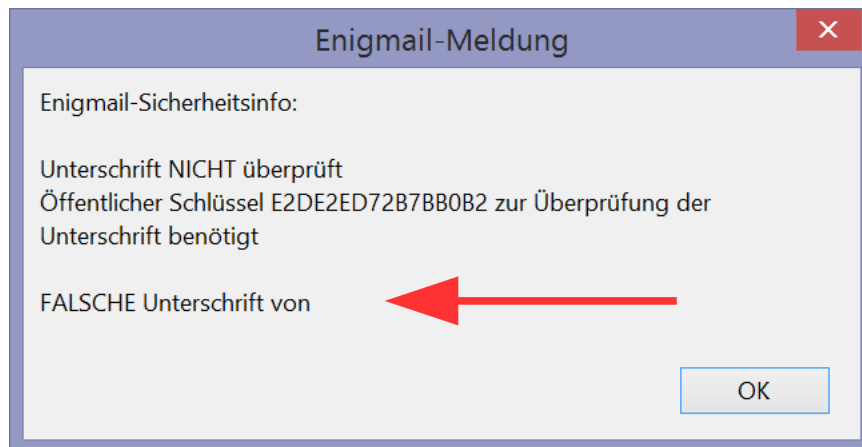 Enigmail-Meldung
Enigmail-Sicherheitsinfo:
Unterschrift NICHT überprüft
Öffentlicher Schlüssel E2DE2ED72B7BB0B2 zur Überprüfung der
Unterschrift benötigt
FALSCHE Unterschrift von
OK